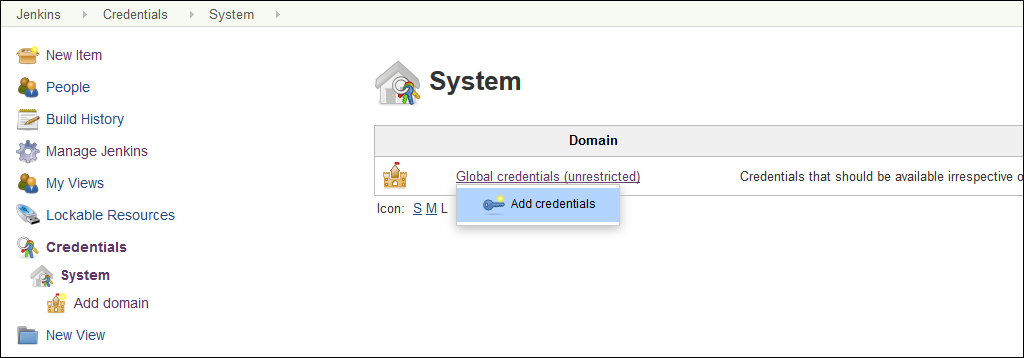 Jenkins Credentials System
New Item
People
Build History
Manage Jenkins
My Views
Lockable Resources
Credentials
System
Add domain
New View
System
Domain
Global credentials (unrestricted) Credentials that should be available irrespective o
Add credentials
Icon: S M L